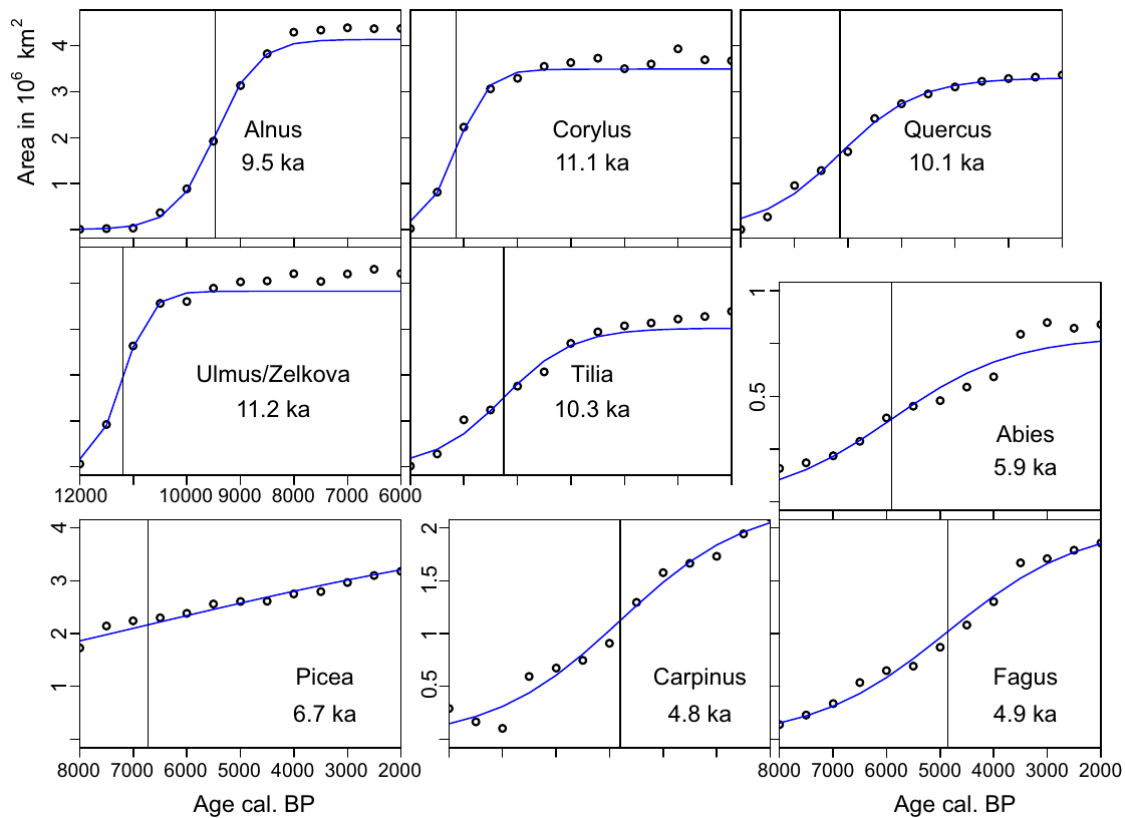 Area in 10⁶ km²
4
3
2
1
Alnus
9.5 ka
Corylus
11.1 ka
Quercus
10.1 ka
Ulmus/Zelkova
11.2 ka
Tilia
10.3 ka
12000 10000 9000 8000 7000 6000
1
0.5
Abies
5.9 ka
4
3
2
1
Picea
6.7 ka
8000 7000 6000 5000 4000 2000
Age cal. BP
2
1.5
1
0.5
Carpinus
4.8 ka
Fagus
4.9 ka
8000 7000 6000 5000 4000 2000
Age cal. BP